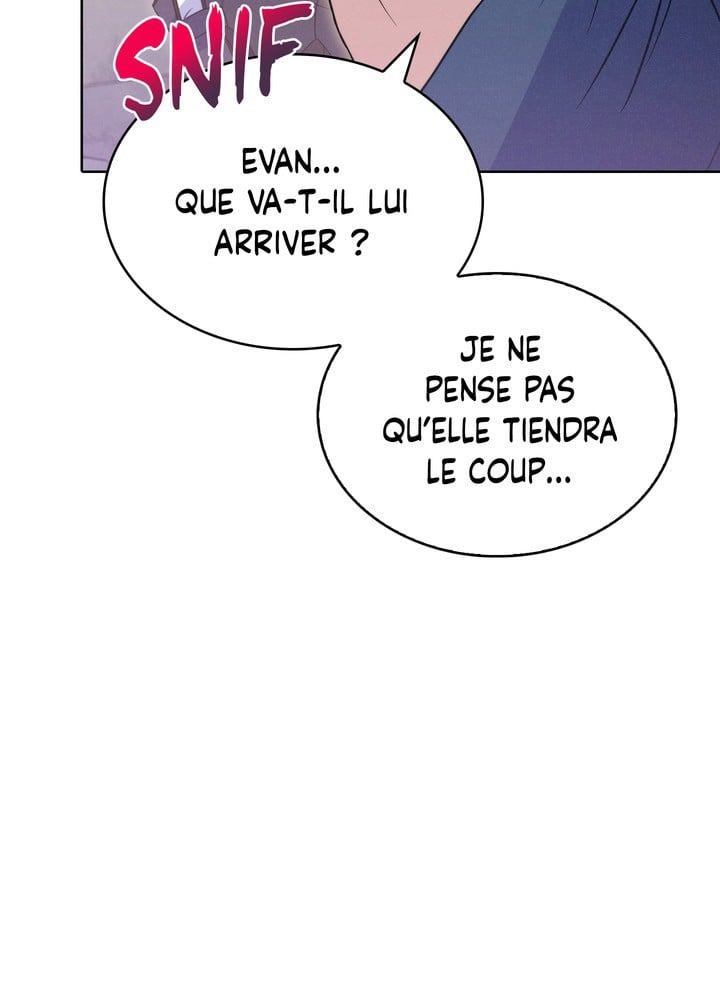 SNIF
EVAN...
QUE VA-T-IL LUI
ARRIVER ?
JE NE
PENSE PAS
QU'ELLE TIENDRA
LE COUP...